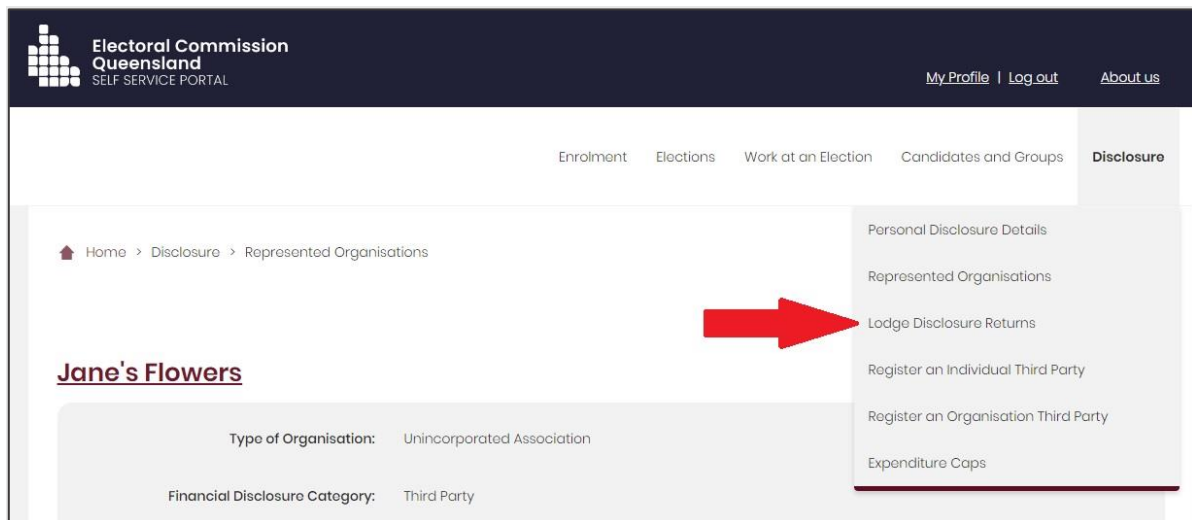 Electoral Commission
Queensland
SELF SERVICE PORTAL
My Profile | Log out About us
Enrolment Elections Work at an Election Candidates and Groups Disclosure
Home > Disclosure > Represented Organisations
Personal Disclosure Details
Represented Organisations
Lodge Disclosure Returns
Register an Individual Third Party
Register an Organisation Third Party
Expenditure Caps
Jane's Flowers
Type of Organisation: Unincorporated Association
Financial Disclosure Category: Third Party